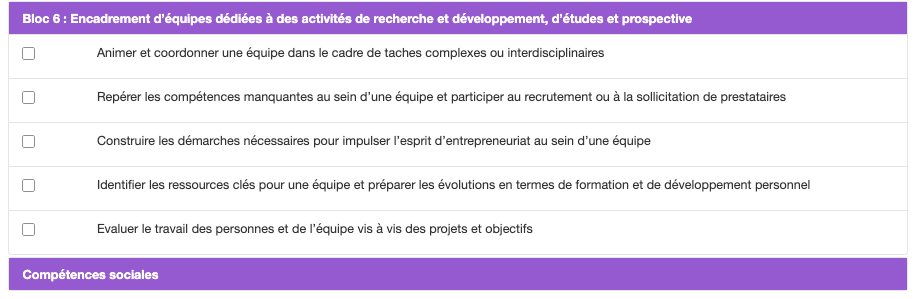 Bloc 6 : Encadrement d'équipes dédiées à des activités de recherche et développement, d'études et prospective
Animer et coordonner une équipe dans le cadre de taches complexes ou interdisciplinaires
Repérer les compétences manquantes au sein d'une équipe et participer au recrutement ou à la sollicitation de prestataires
Construire les démarches nécessaires pour impulser l'esprit d'entrepreneuriat au sein d'une équipe
Identifier les ressources clés pour une équipe et préparer les évolutions en termes de formation et de développement personnel
Evaluer le travail des personnes et de l'équipe vis à vis des projets et objectifs
Compétences sociales